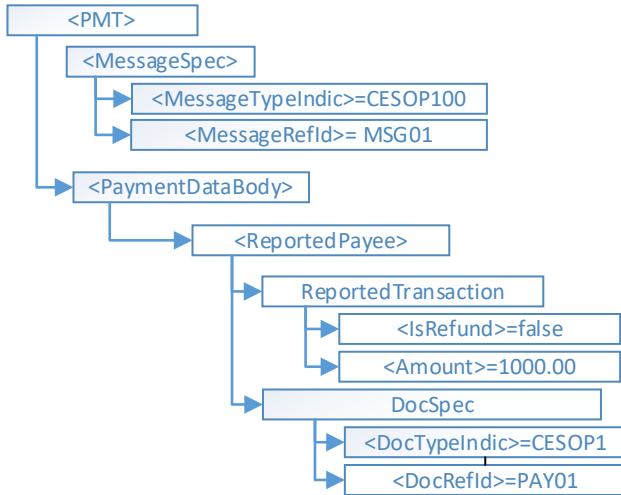 <PMT>
<MessageSpec>
<MessageTypeIndic>=CESOP100
<MessageRefId>= MSG01
<PaymentDataBody>
<ReportedPayee>
ReportedTransaction
<IsRefund>=false
<Amount>=1000.00
DocSpec
<DocTypeIndic>=CESOP1
<DocRefId>=PAY01